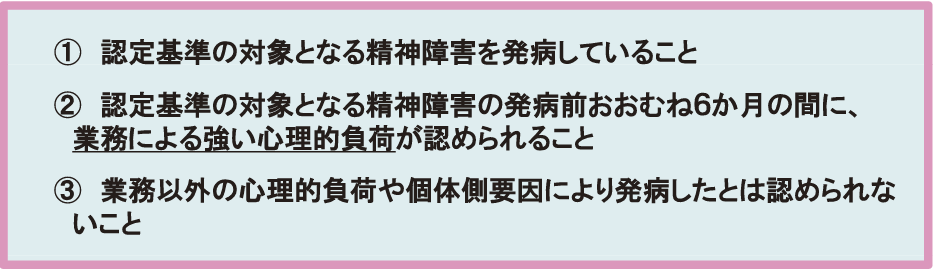 ① 認定基準の対象となる精神障害を発病していること
② 認定基準の対象となる精神障害の発病前おおむね6か月の間に、
業務による強い心理的負荷が認められること
③ 業務以外の心理的負荷や個体側要因により発病したとは認められな
いこと